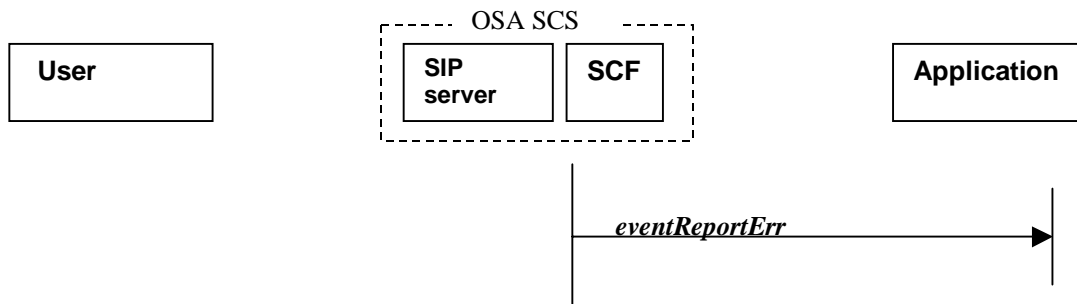 OSA SCS
User
SIP
server
SCF
Application
eventReportErr